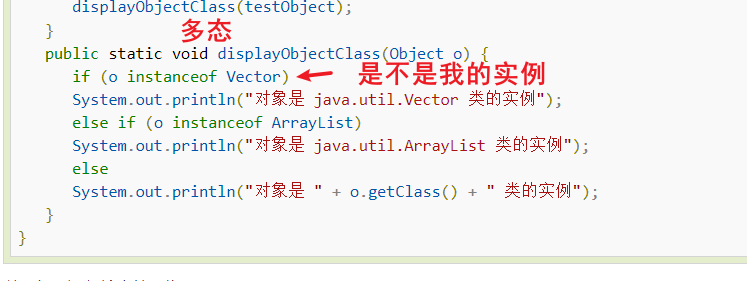 displayObjectClass(testObject);
}
多态
public static void displayObjectClass(Object o) {
if (o instanceof Vector)
是不是我的实例
System.out.println("对象是 java.util.Vector 类的实例");
else if (o instanceof ArrayList)
System.out.println("对象是 java.util.ArrayList 类的实例");
else
System.out.println("对象是 " + o.getClass() + " 类的实例");
}
}